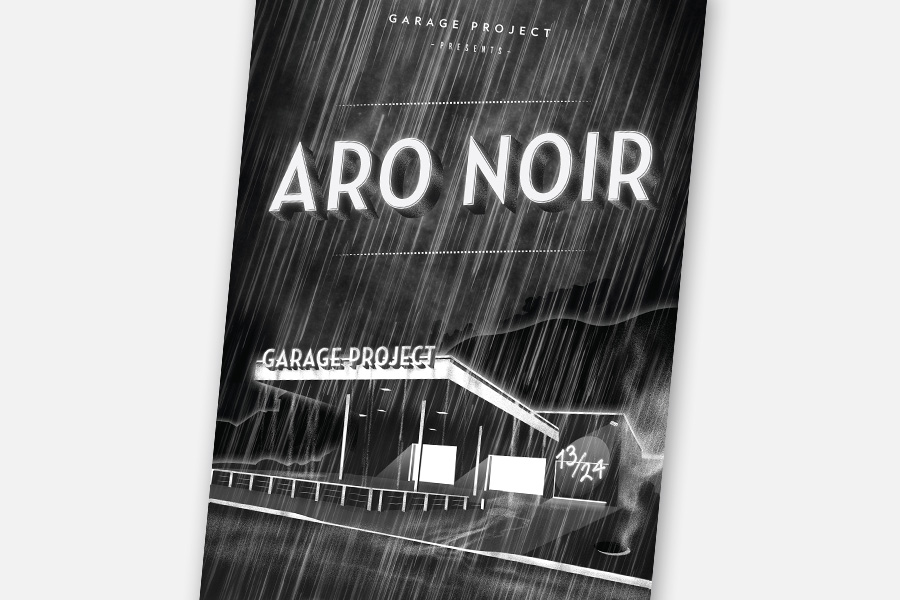 GARAGE PROJECT
-PRESENTS-
ARO NOIR
GARAGE PROJECT
13/24